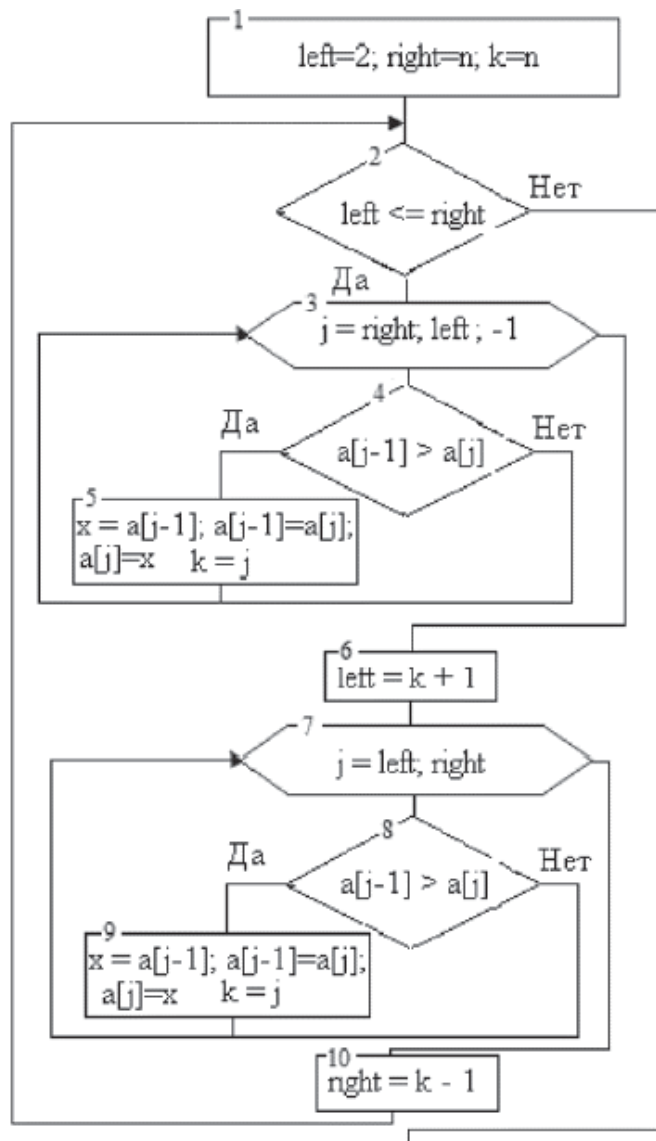 1
left=2; right=n; k=n
2
left <= right
Нет
Да
3
j = right; left ; -1
4
Да
Нет
a[j-1] > a[j]
5
x = a[j-1]; a[j-1]=a[j];
a[j]=x k = j
6
left = k + 1
7
j = left, right
8
Да
Нет
a[j-1] > a[j]
9
x = a[j-1]; a[j-1]=a[j];
a[j]=x k = j
10
right = k - 1